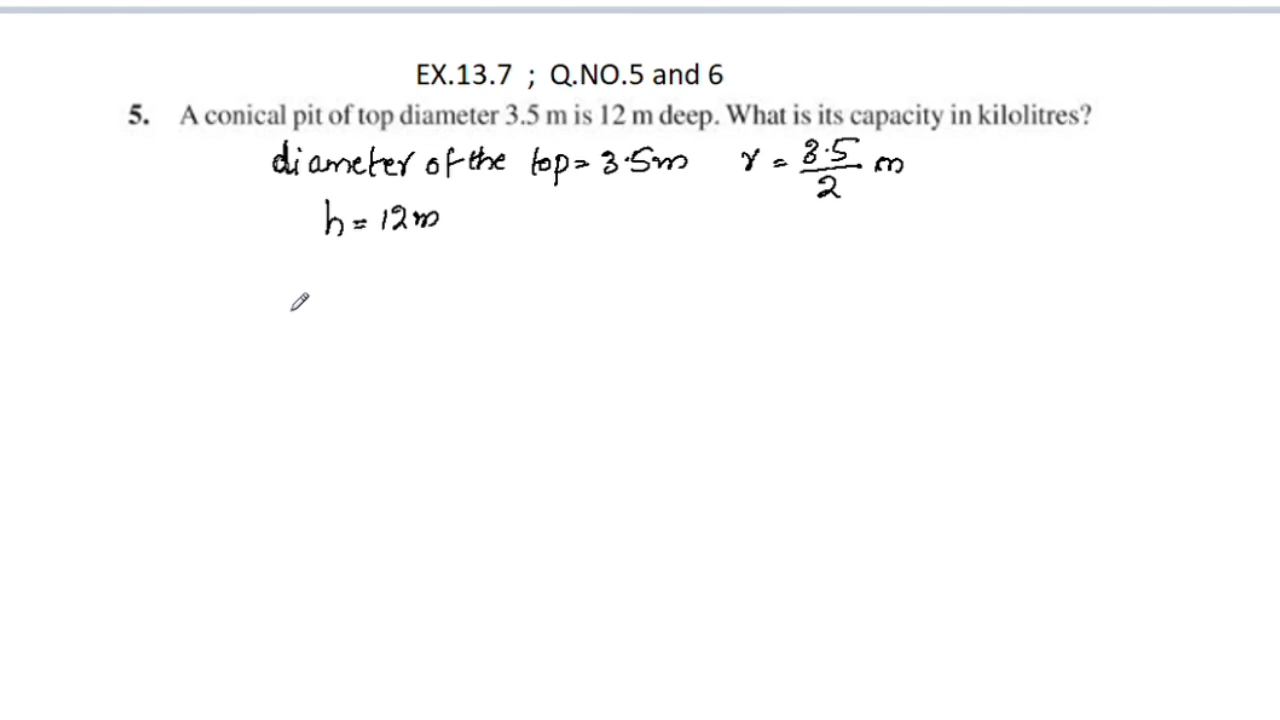 EX.13.7 ; Q.NO.5 and 6
5. A conical pit of top diameter 3.5 m is 12 m deep. What is its capacity in kilolitres?
diameter of the top = 3.5m r = 3.5/2 m
h = 12m